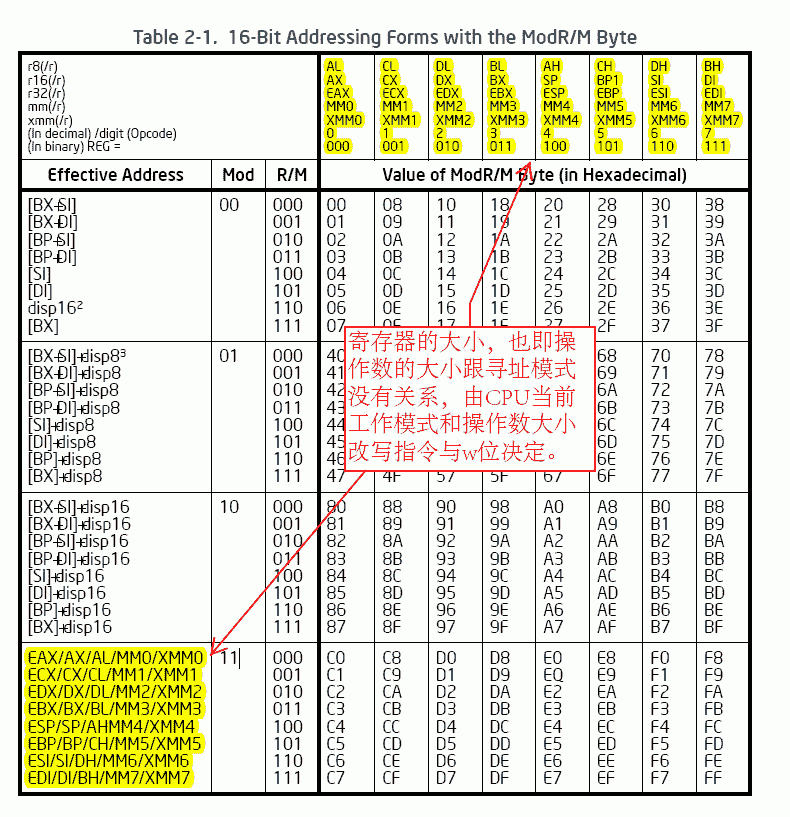 Table 2-1. 16-Bit Addressing Forms with the ModR/M Byte
r8(/r) AL CL DL BL AH CH DH BH
r16(/r) AX CX DX BX SP BP1 SI DI
r32(/r) EAX ECX EDX EBX ESP EBP ESI EDI
mm(/r) MM0 MM1 MM2 MM3 MM4 MM5 MM6 MM7
xmm(/r) XMM0 XMM1 XMM2 XMM3 XMM4 XMM5 XMM6 XMM7
(In decimal) /digit (Opcode) 0 1 2 3 4 5 6 7
(In binary) REG = 000 001 010 011 100 101 110 111
Effective Address Mod R/M Value of ModR/M Byte (in Hexadecimal)
[BX+SI] 00 000 00 08 10 18 20 28 30 38
[BX+DI] 001 01 09 11 19 21 29 31 39
[BP+SI] 010 02 0A 12 1A 22 2A 32 3A
[BP+DI] 011 03 0B 13 1B 23 2B 33 3B
[SI] 100 04 0C 14 1C 24 2C 34 3C
[DI] 101 05 0D 15 1D 25 2D 35 3D
disp16² 110 06 0E 16 1E 26 2E 36 3E
[BX] 111 07 0F 17 1F 27 2F 37 3F
寄存器的大小，也即操
作数的大小跟寻址模式
没有关系，由CPU当前
工作模式和操作数大小
改写指令与w位决定。
[BX+SI]+disp8³ 01 000 40 68 70 78
[BX+DI]+disp8 001 41 69 71 79
[BP+SI]+disp8 010 42 6A 72 7A
[BP+DI]+disp8 011 43 6B 73 7B
[SI]+disp8 100 44 6C 74 7C
[DI]+disp8 101 45 6D 75 7D
[BP]+disp8 110 46 6E 76 7E
[BX]+disp8 111 47 4F 57 5F 67 6F 77 7F
[BX+SI]+disp16 10 000 80 88 90 98 A0 A8 B0 B8
[BX+DI]+disp16 001 81 89 91 99 A1 A9 B1 B9
[BP+SI]+disp16 010 82 8A 92 9A A2 AA B2 BA
[BP+DI]+disp16 011 83 8B 93 9B A3 AB B3 BB
[SI]+disp16 100 84 8C 94 9C A4 AC B4 BC
[DI]+disp16 101 85 8D 95 9D A5 AD B5 BD
[BP]+disp16 110 86 8E 96 9E A6 AE B6 BE
[BX]+disp16 111 87 8F 97 9F A7 AF B7 BF
EAX/AX/AL/MM0/XMM0 11 000 C0 C8 D0 D8 E0 E8 F0 F8
ECX/CX/CL/MM1/XMM1 001 C1 C9 D1 D9 EQ E9 F1 F9
EDX/DX/DL/MM2/XMM2 010 C2 CA D2 DA E2 EA F2 FA
EBX/BX/BL/MM3/XMM3 011 C3 CB D3 DB E3 EB F3 FB
ESP/SP/AHMM4/XMM4 100 C4 CC D4 DC E4 EC F4 FC
EBP/BP/CH/MM5/XMM5 101 C5 CD D5 DD E5 ED F5 FD
ESI/SI/DH/MM6/XMM6 110 C6 CE D6 DE E6 EE F6 FE
EDI/DI/BH/MM7/XMM7 111 C7 CF D7 DF E7 EF F7 FF